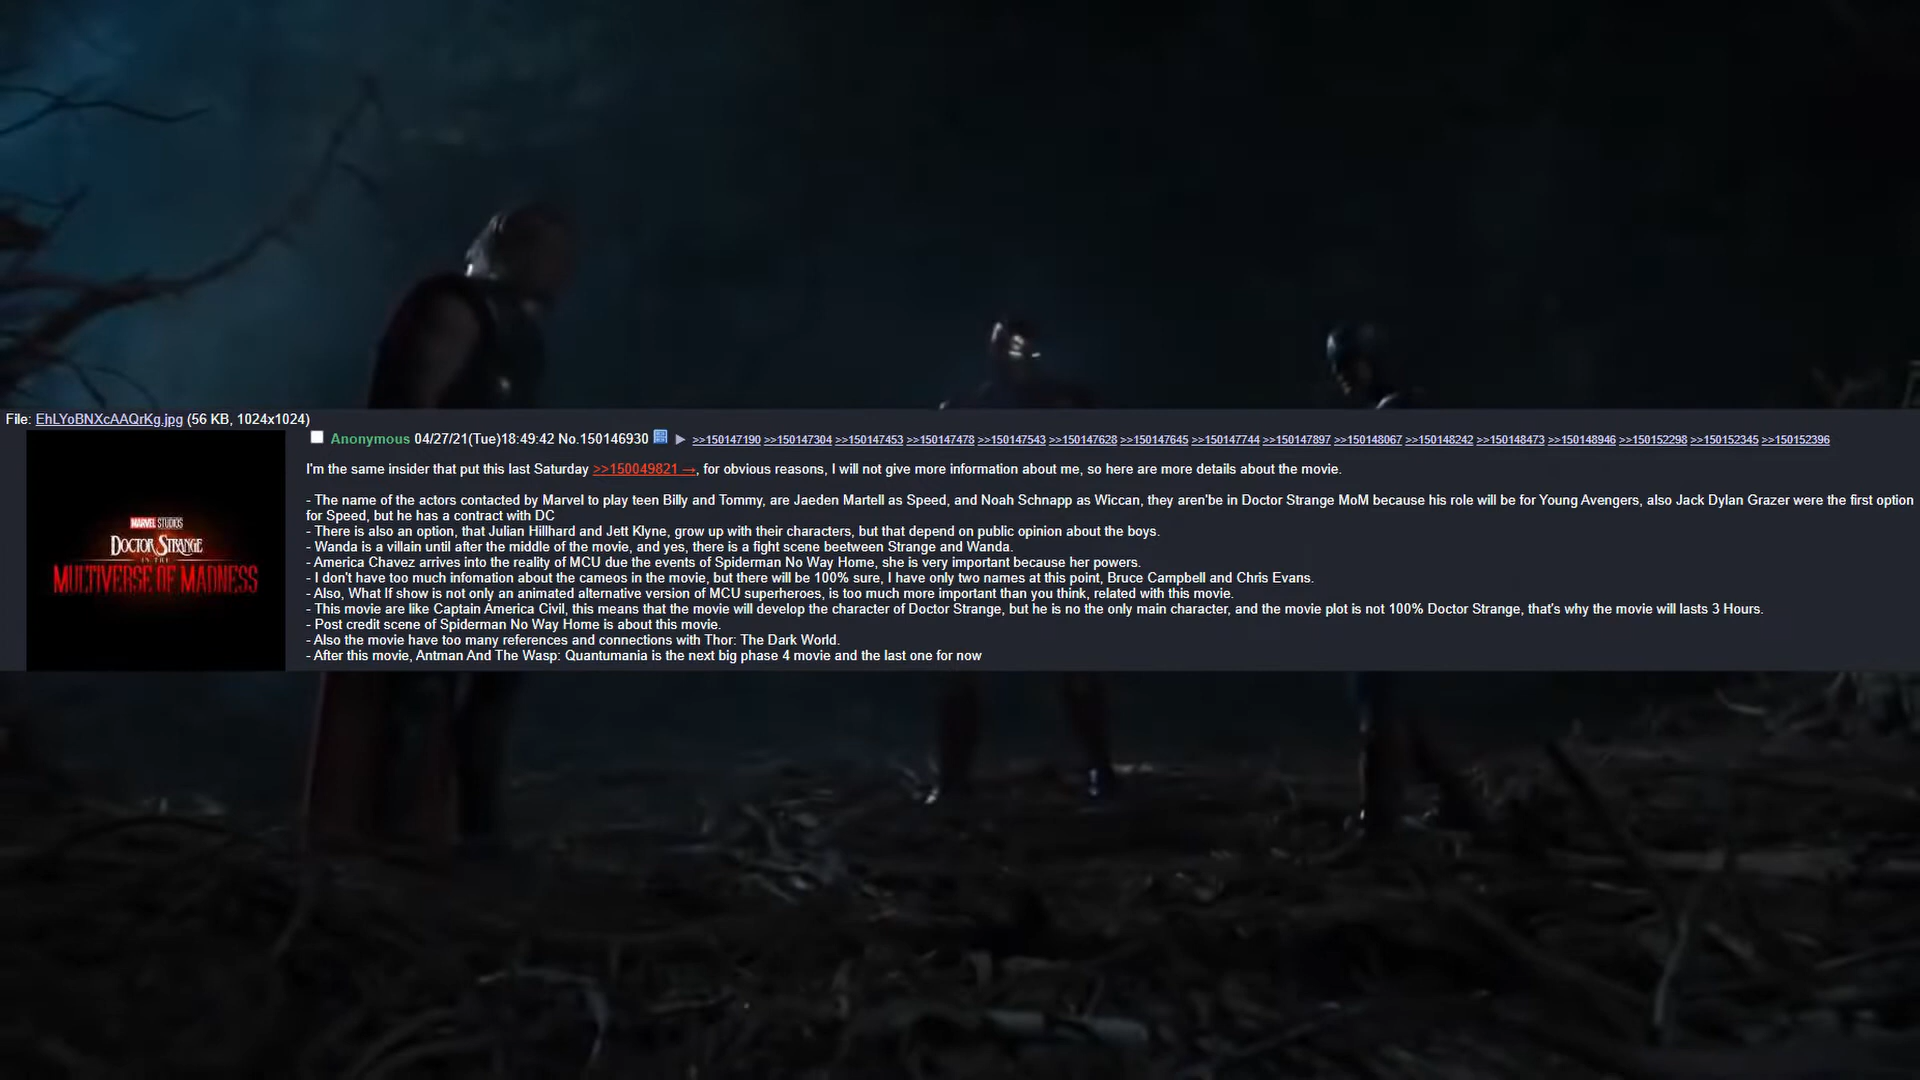 File: EhLYoBNXcAAQrKg.jpg (56 KB, 1024x1024)
Anonymous 04/27/21(Tue)18:49:42 No.150146930 ▶ >>150147190 >>150147304 >>150147453 >>150147478 >>150147543 >>150147628 >>150147645 >>150147744 >>150147897 >>150148067 >>150148242 >>150148473 >>150148946 >>150152298 >>150152345 >>150152396
I'm the same insider that put this last Saturday >>150049821 →, for obvious reasons, I will not give more information about me, so here are more details about the movie.
- The name of the actors contacted by Marvel to play teen Billy and Tommy, are Jaeden Martell as Speed, and Noah Schnapp as Wiccan, they aren'be in Doctor Strange MoM because his role will be for Young Avengers, also Jack Dylan Grazer were the first option
for Speed, but he has a contract with DC
- There is also an option, that Julian Hillhard and Jett Klyne, grow up with their characters, but that depend on public opinion about the boys.
- Wanda is a villain until after the middle of the movie, and yes, there is a fight scene beetween Strange and Wanda.
- America Chavez arrives into the reality of MCU due the events of Spiderman No Way Home, she is very important because her powers.
- I don't have too much infomation about the cameos in the movie, but there will be 100% sure, I have only two names at this point, Bruce Campbell and Chris Evans.
- Also, What If show is not only an animated alternative version of MCU superheroes, is too much more important than you think, related with this movie.
- This movie are like Captain America Civil, this means that the movie will develop the character of Doctor Strange, but he is no the only main character, and the movie plot is not 100% Doctor Strange, that's why the movie will lasts 3 Hours.
- Post credit scene of Spiderman No Way Home is about this movie.
- Also the movie have too many references and connections with Thor: The Dark World.
- After this movie, Antman And The Wasp: Quantumania is the next big phase 4 movie and the last one for now
MARVEL STUDIOS
DOCTOR STRANGE
IN THE
MULTIVERSE OF MADNESS